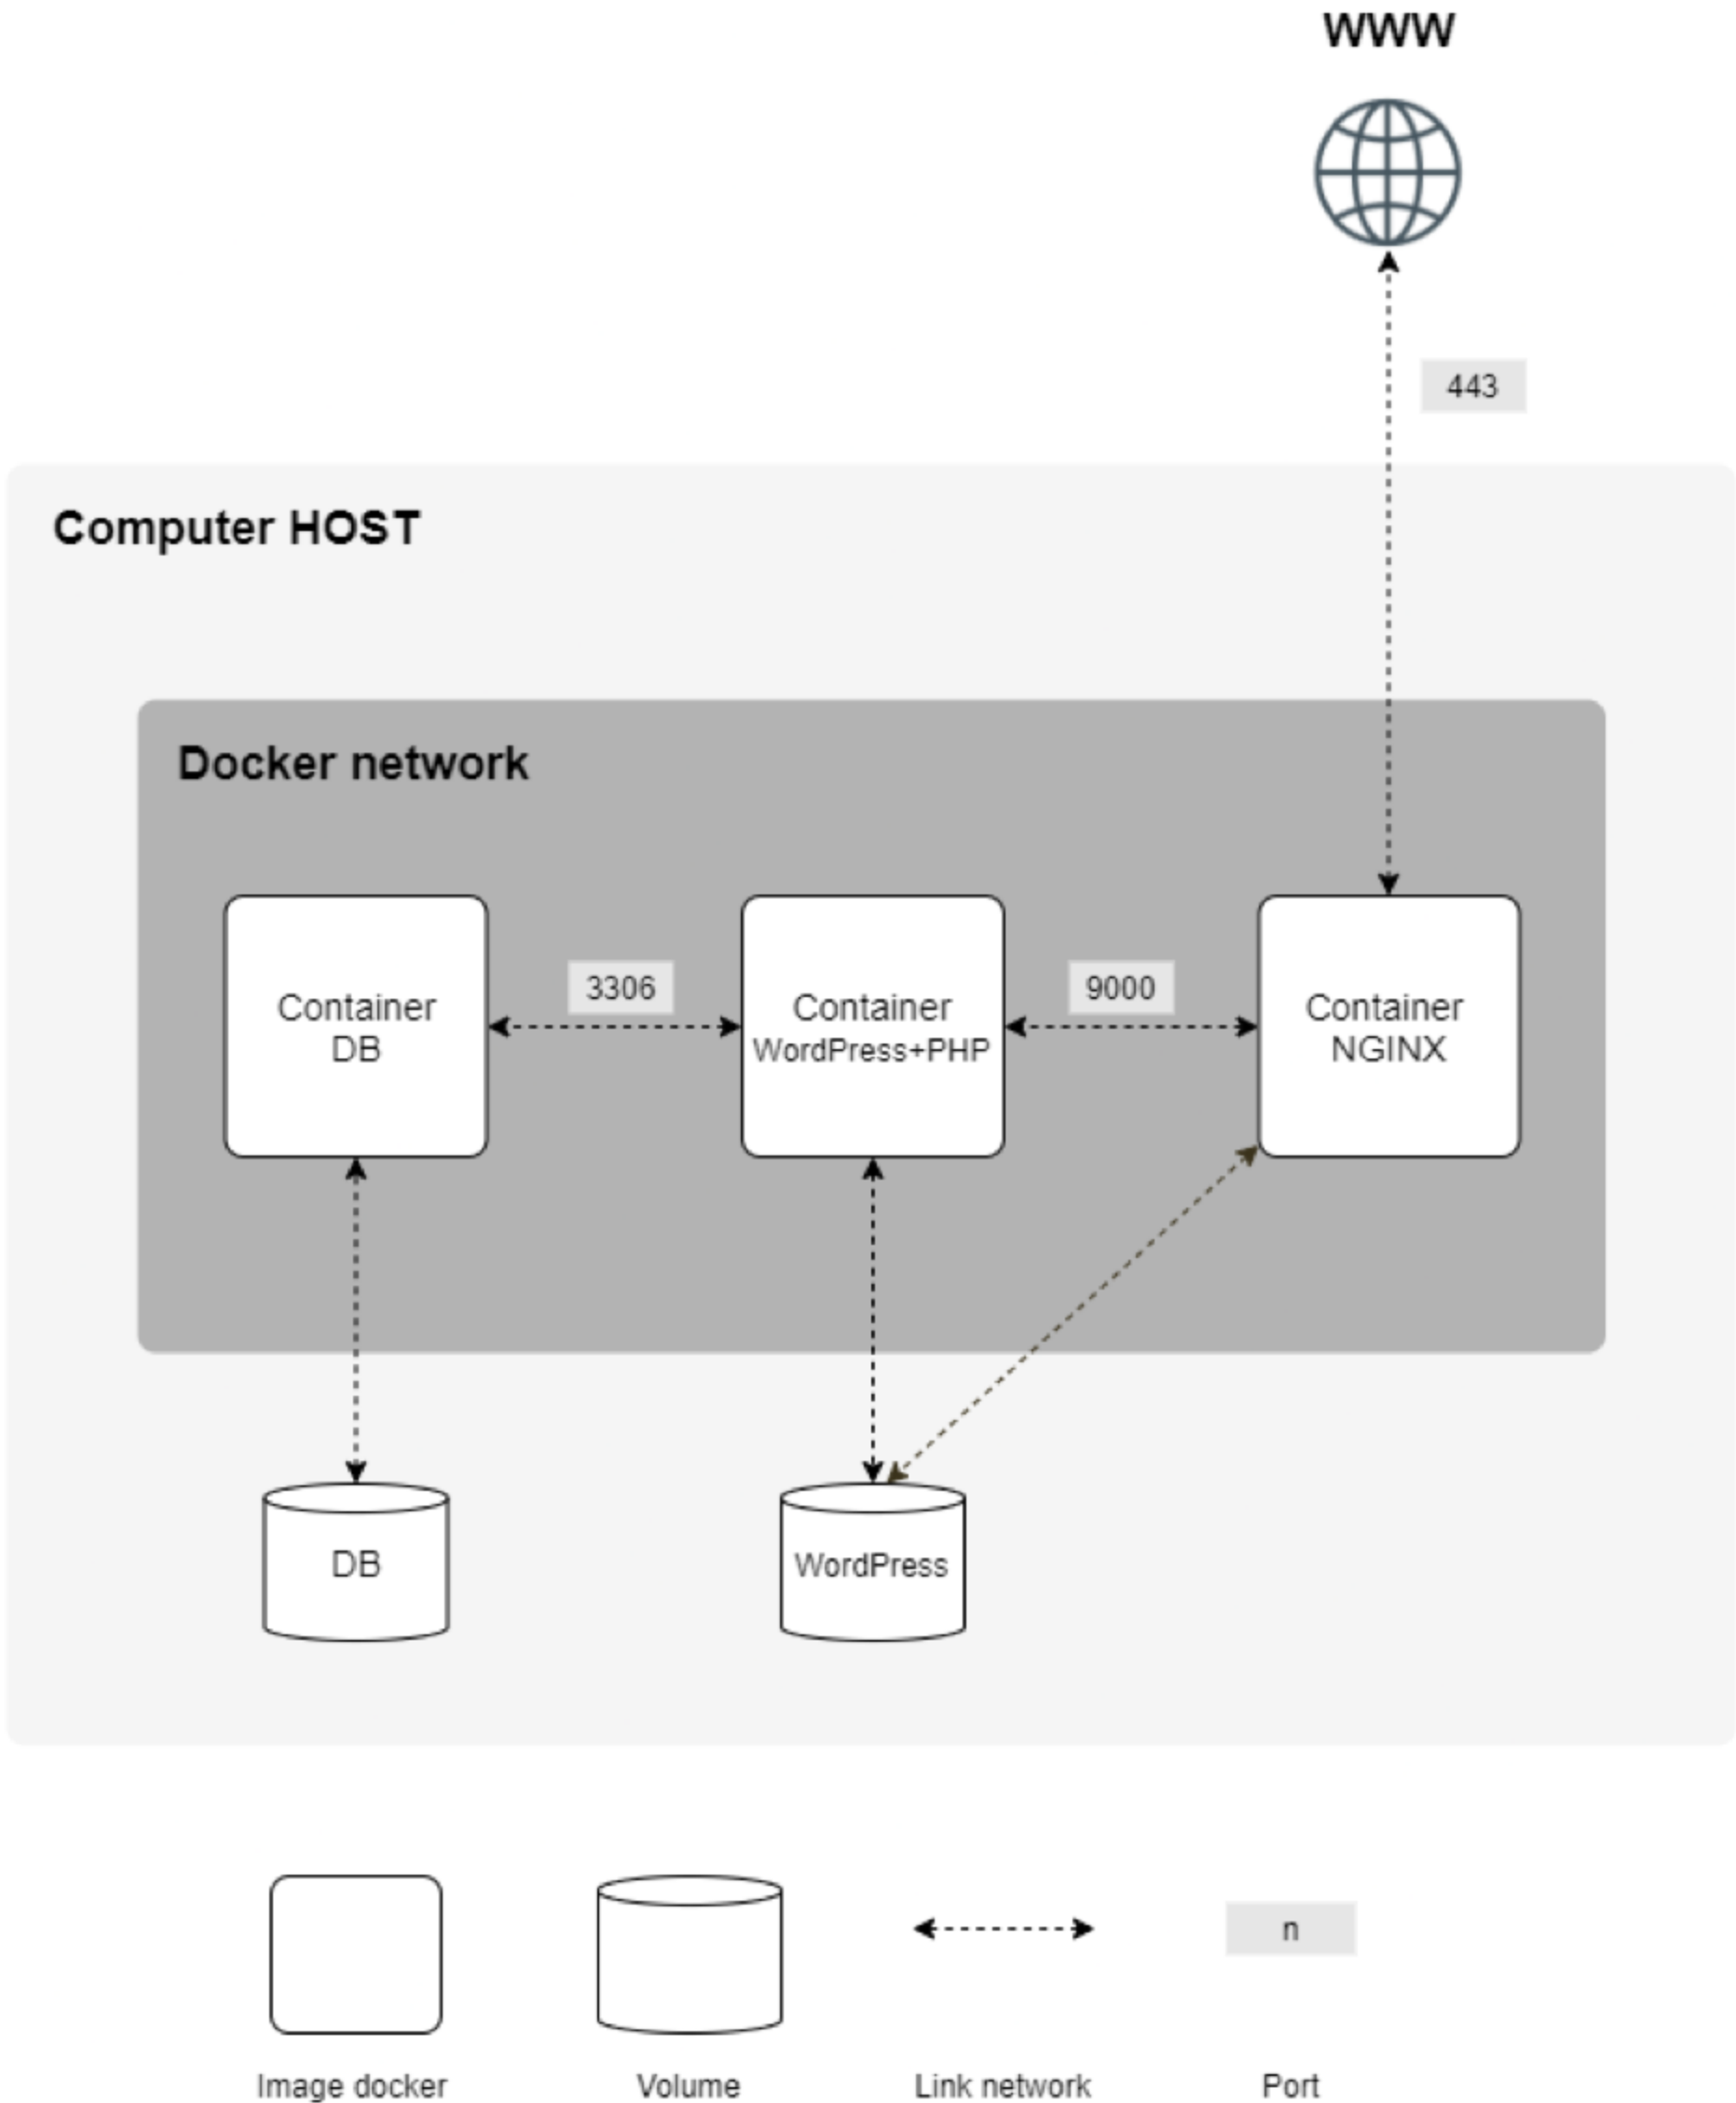 WWW
443
Computer HOST
Docker network
Container
DB
3306
Container
WordPress+PHP
9000
Container
NGINX
DB
WordPress
n
Image docker
Volume
Link network
Port